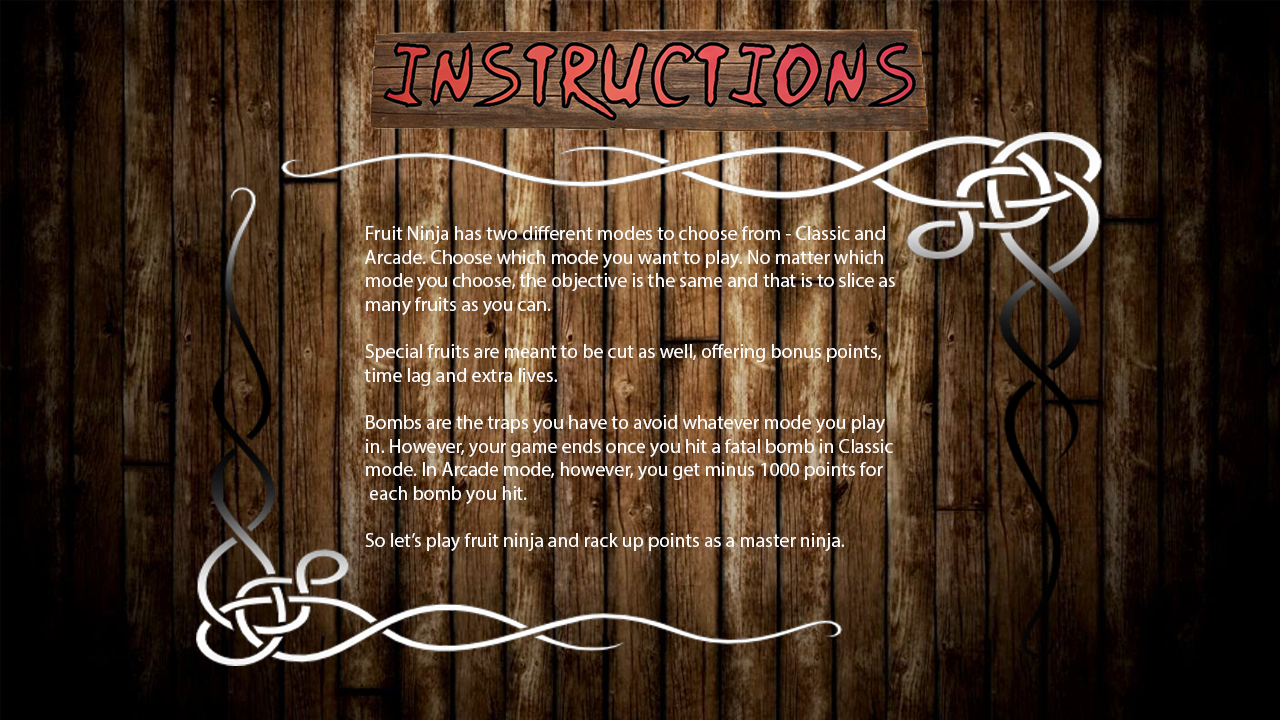 INSTRUCTIONS
Fruit Ninja has two different modes to choose from - Classic and
Arcade. Choose which mode you want to play. No matter which
mode you choose, the objective is the same and that is to slice as
many fruits as you can.
Special fruits are meant to be cut as well, offering bonus points,
time lag and extra lives.
Bombs are the traps you have to avoid whatever mode you play
in. However, your game ends once you hit a fatal bomb in Classic
mode. In Arcade mode, however, you get minus 1000 points for
each bomb you hit.
So let’s play fruit ninja and rack up points as a master ninja.